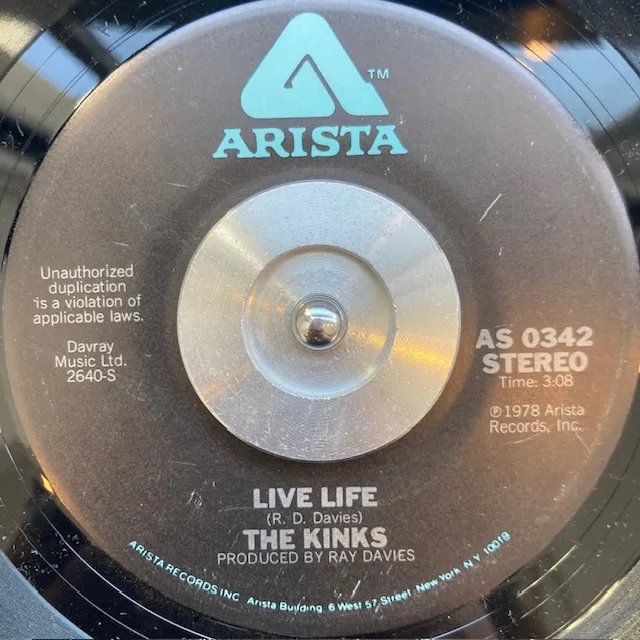 TM
ARISTA
Unauthorized
duplication
is a violation of
applicable laws.
Davray
Music Ltd.
2640-S
AS 0342
STEREO
Time: 3:08
℗1978 Arista
Records, Inc.
LIVE LIFE
(R. D. Davies)
THE KINKS
PRODUCED BY RAY DAVIES
ARISTA RECORDS INC Arista Building 6 West 57 Street New York N.Y. 10019